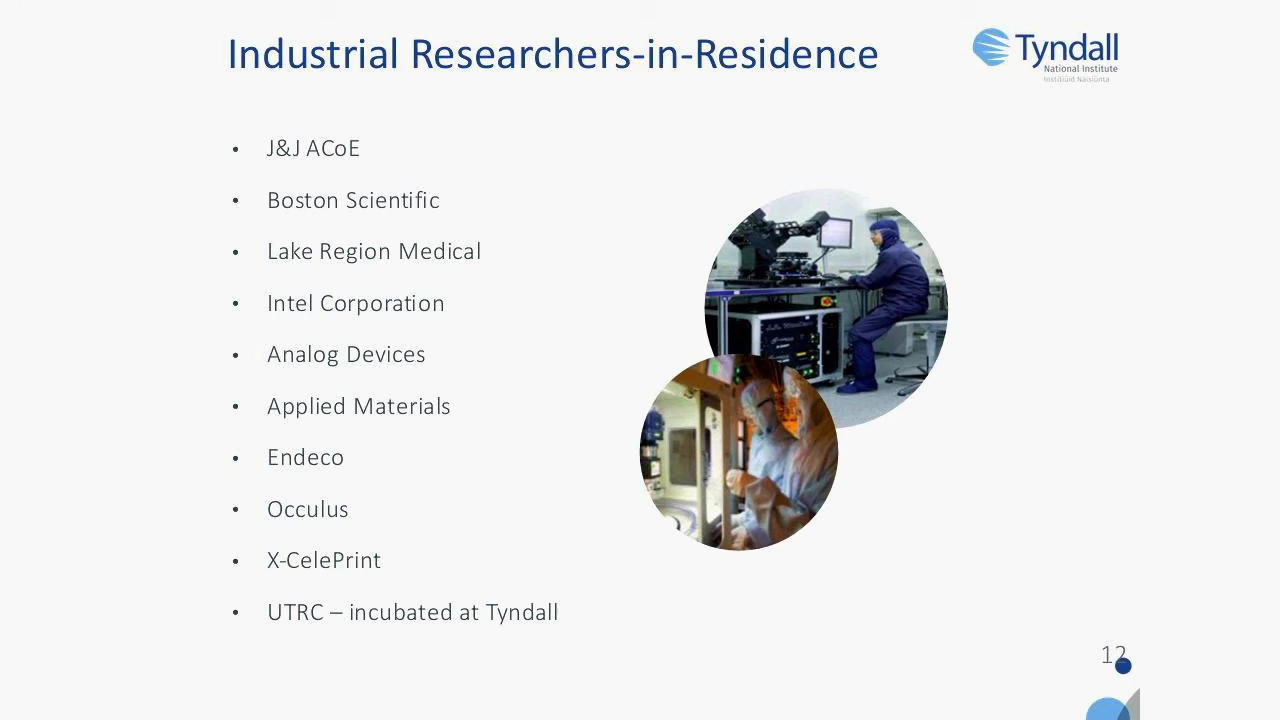 Industrial Researchers-in-Residence
Tyndall
National Institute
Institiúid Náisiúnta
• J&J ACoE
• Boston Scientific
• Lake Region Medical
• Intel Corporation
• Analog Devices
• Applied Materials
• Endeco
• Occulus
• X-CelePrint
• UTRC – incubated at Tyndall
12